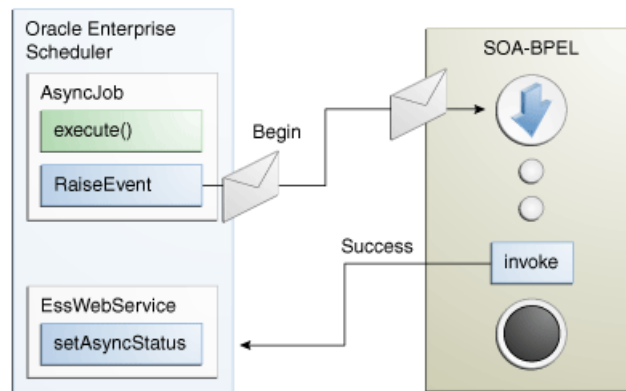 Oracle Enterprise
Scheduler
AsyncJob
execute()
RaiseEvent
Begin
SOA-BPEL
Success
invoke
EssWebService
setAsyncStatus